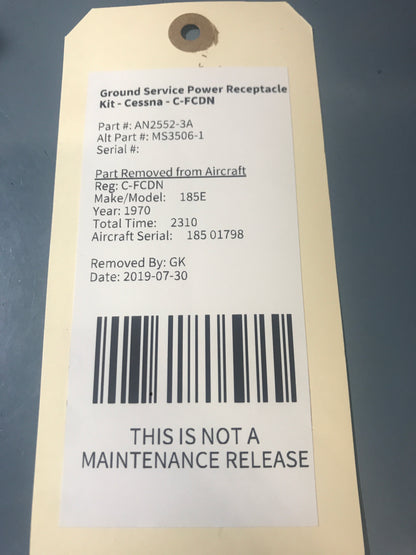 Ground Service Power Receptacle
Kit - Cessna - C-FCDN
Part #: AN2552-3A
Alt Part #: MS3506-1
Serial #:
Part Removed from Aircraft
Reg: C-FCDN
Make/Model: 185E
Year: 1970
Total Time: 2310
Aircraft Serial: 185 01798
Removed By: GK
Date: 2019-07-30
THIS IS NOT A
MAINTENANCE RELEASE